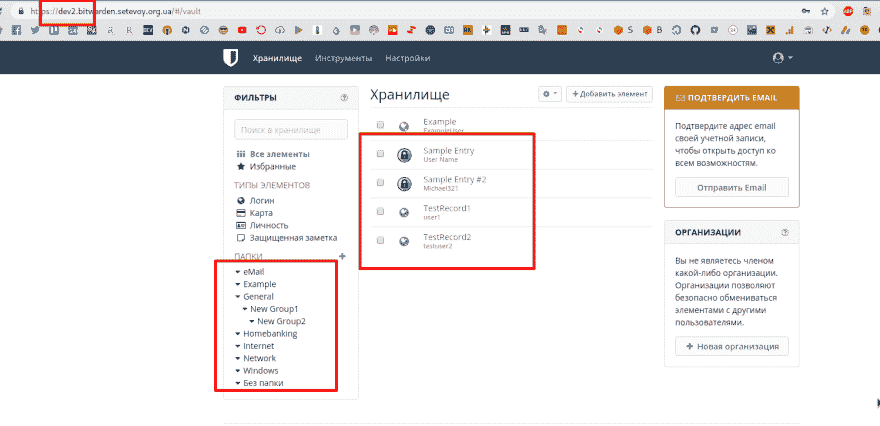 https://dev2.bitwarden.setevoy.org.ua/#/vault
Хранилище Инструменты Настройки
ФИЛЬТРЫ
Поиск в хранилище
Все элементы
Избранные
ТИПЫ ЭЛЕМЕНТОВ
Логин
Карта
Личность
Защищенная заметка
ПАПКИ
eMail
Example
General
New Group1
New Group2
Homebanking
Internet
Network
Windows
Без папки
Хранилище
Добавить элемент
Example
ExampleUser
Sample Entry
User Name
Sample Entry #2
Michael321
TestRecord1
user1
TestRecord2
testuser2
ПОДТВЕРДИТЬ EMAIL
Подтвердите адрес email
своей учетной записи,
чтобы открыть доступ ко
всем возможностям.
Отправить Email
ОРГАНИЗАЦИИ
Вы не являетесь членом
какой-либо организации.
Организации позволяют
безопасно обмениваться
элементами с другими
пользователями.
Новая организация